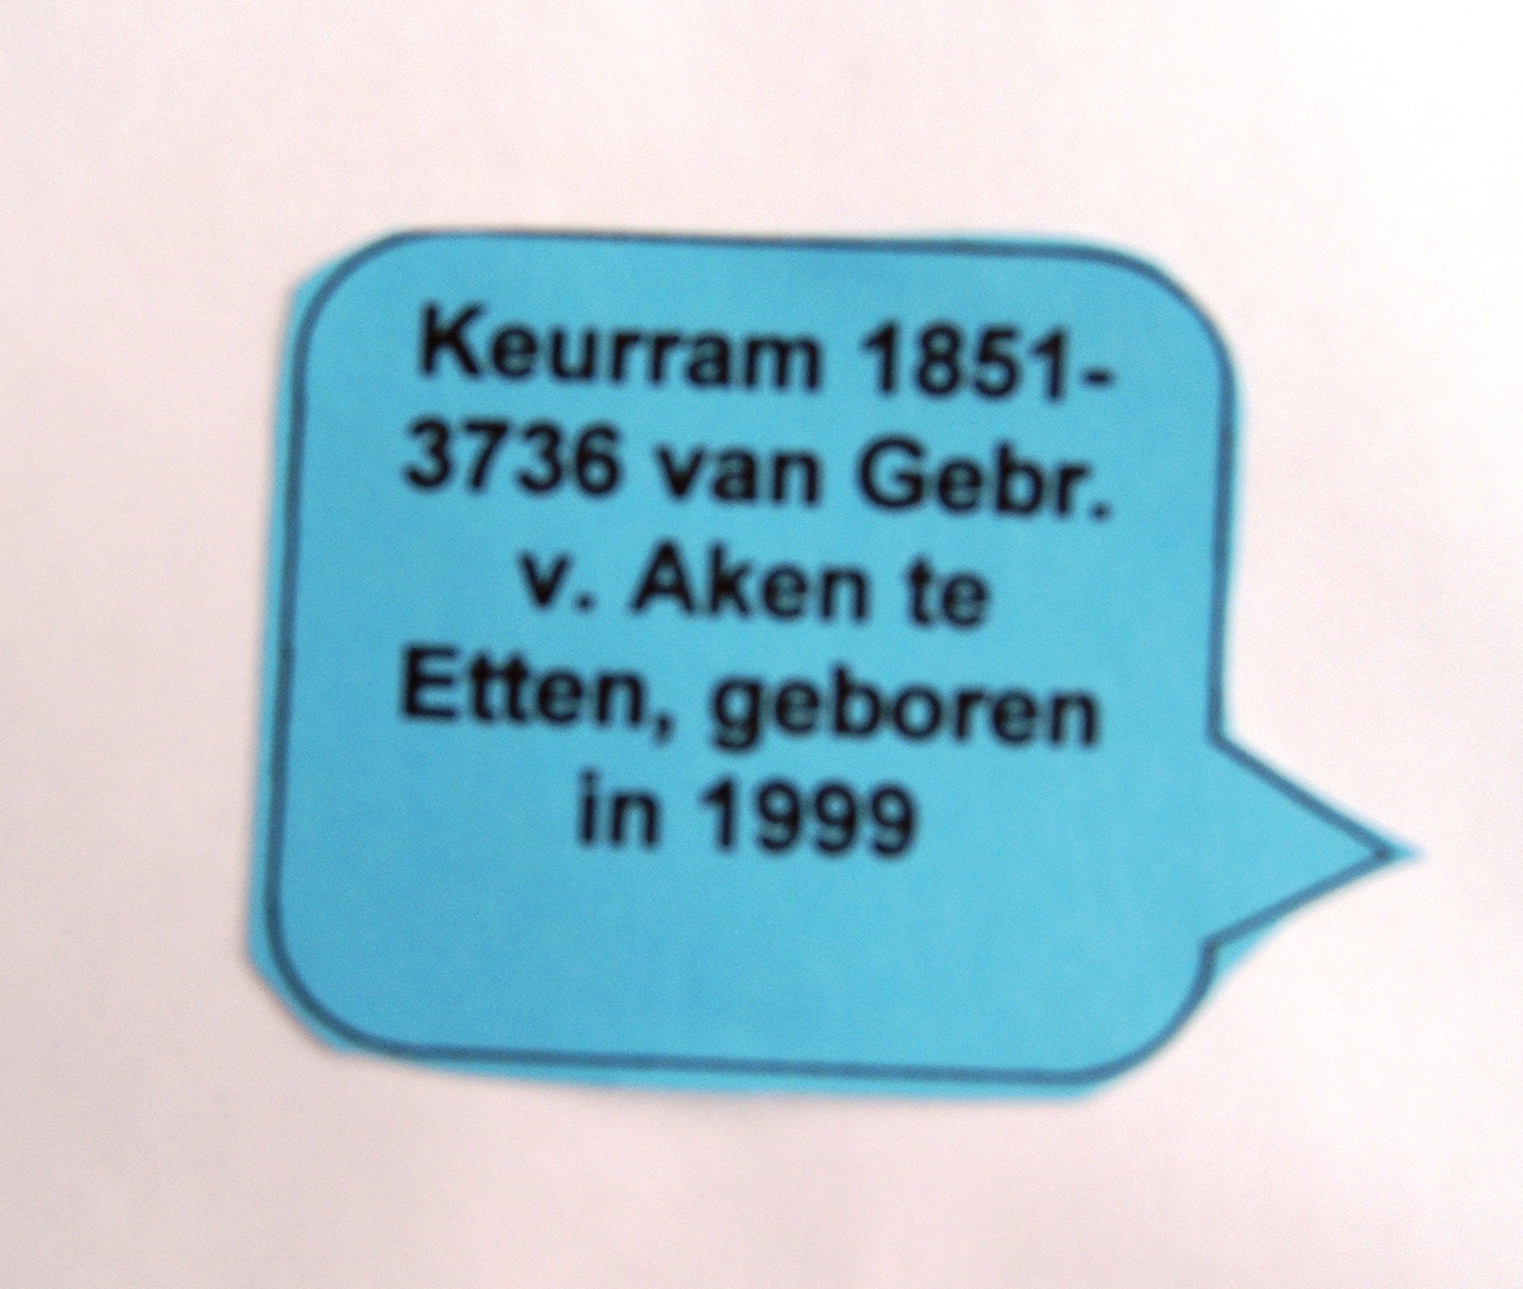 Keurram 1851-
3736 van Gebr.
v. Aken te
Etten, geboren
in 1999